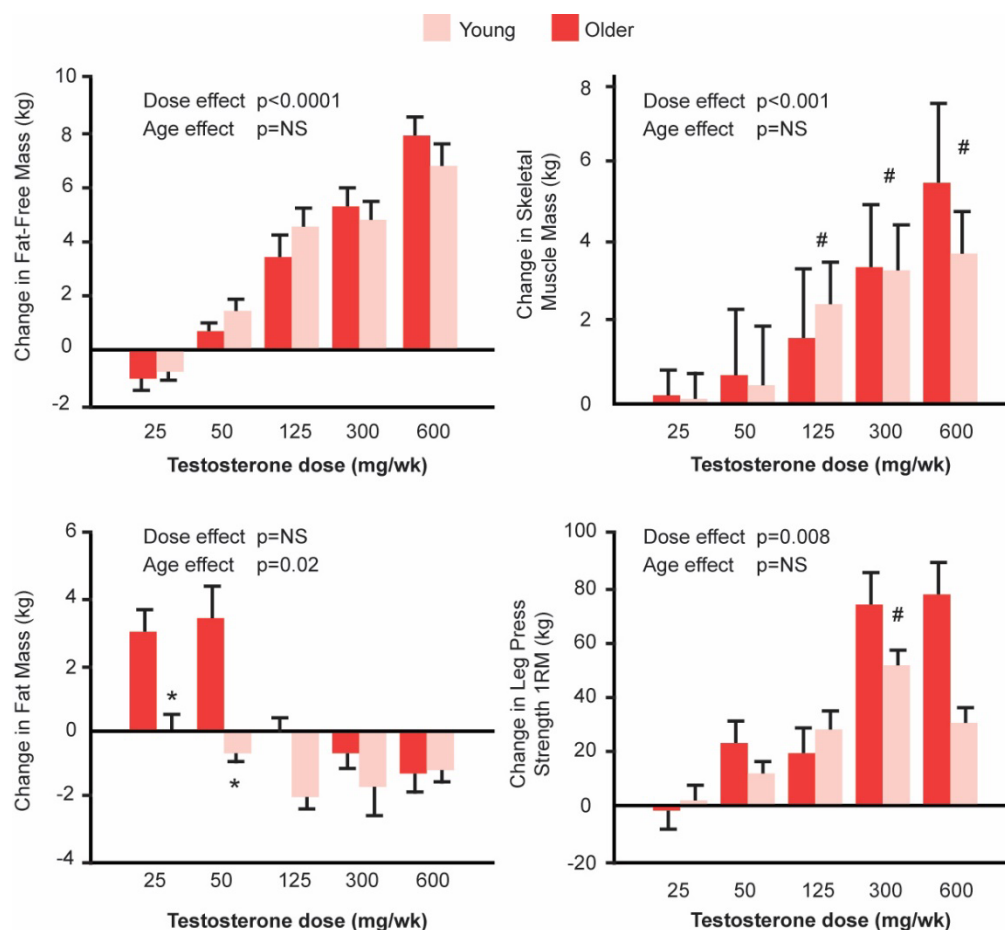 Young Older
Change in Fat-Free Mass (kg)
10
8
6
4
2
0
-2
Dose effect p<0.0001
Age effect p=NS
25 50 125 300 600
Testosterone dose (mg/wk)
Change in Skeletal
Muscle Mass (kg)
8
6
4
2
0
Dose effect p<0.001
Age effect p=NS
# # #
25 50 125 300 600
Testosterone dose (mg/wk)
Change in Fat Mass (kg)
6
4
2
0
-2
-4
Dose effect p=NS
Age effect p=0.02
*
*
25 50 125 300 600
Testosterone dose (mg/wk)
Change in Leg Press
Strength 1RM (kg)
100
80
60
40
20
0
-20
Dose effect p=0.008
Age effect p=NS
#
25 50 125 300 600
Testosterone dose (mg/wk)